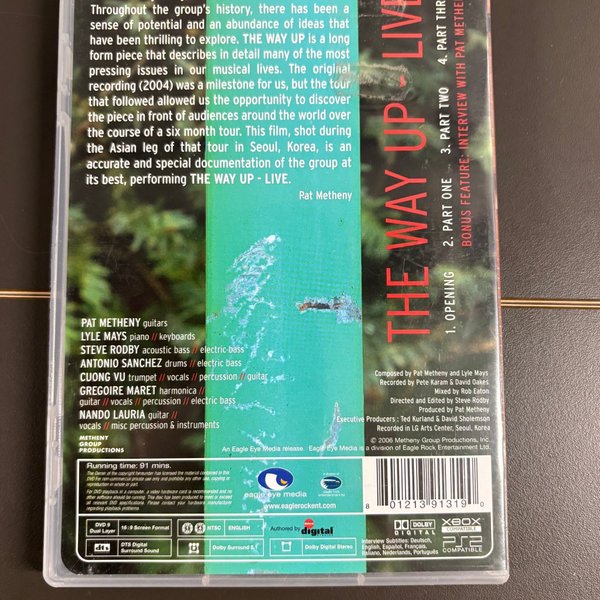 Throughout the group's history, there has been a
sense of potential and an abundance of ideas that
have been thrilling to explore. THE WAY UP is a long
form piece that describes in detail many of the most
pressing issues in our musical lives. The original
recording (2004) was a milestone for us, but the tour
that followed allowed us the opportunity to discover
the piece in front of audiences around the world over
the course of a six month tour. This film, shot during
the Asian leg of that tour in Seoul, Korea, is an
accurate and special documentation of the group at
its best, performing THE WAY UP - LIVE.
Pat Metheny
THE WAY UP - LIVE
1. OPENING 2. PART ONE 3. PART TWO 4. PART THR
BONUS FEATURE: INTERVIEW WITH PAT METHE
PAT METHENY guitars
LYLE MAYS piano // keyboards
STEVE RODBY acoustic bass // electric bass
ANTONIO SANCHEZ drums // electric bass
CUONG VU trumpet // vocals // percussion // guitar
GREGOIRE MARET harmonica //
guitar // vocals // percussion // electric bass
NANDO LAURIA guitar //
vocals // misc percussion & instruments
METHENY
GROUP
PRODUCTIONS
Composed by Pat Metheny and Lyle Mays
Recorded by Pete Karam & David Oakes
Mixed by Rob Eaton
Directed and Edited by Steve Rodby
Produced by Pat Metheny
Executive Producers : Ted Kurland & David Sholemson
Recorded in LG Arts Center, Seoul, Korea
© 2006 Metheny Group Productions, Inc.
An Eagle Eye Media release. Eagle Eye Media is a division of Eagle Rock Entertainment Ltd.
Running time: 91 mins.
eagle eye media
www.eaglerockent.com
8 01213 91319 0
DVD 9
Dual Layer
16:9 Screen Format
NTSC
ENGLISH
Authored by
digital
dts
DTS Digital
Surround Sound
Dolby Surround 5.1
Dolby Digital Stereo
DOLBY
DIGITAL
XBOX
COMPATIBLE
PS2
COMPATIBLE
Interview Subtitles: Deutsch,
English, Español, Français,
Italiano, Nederlands, Português